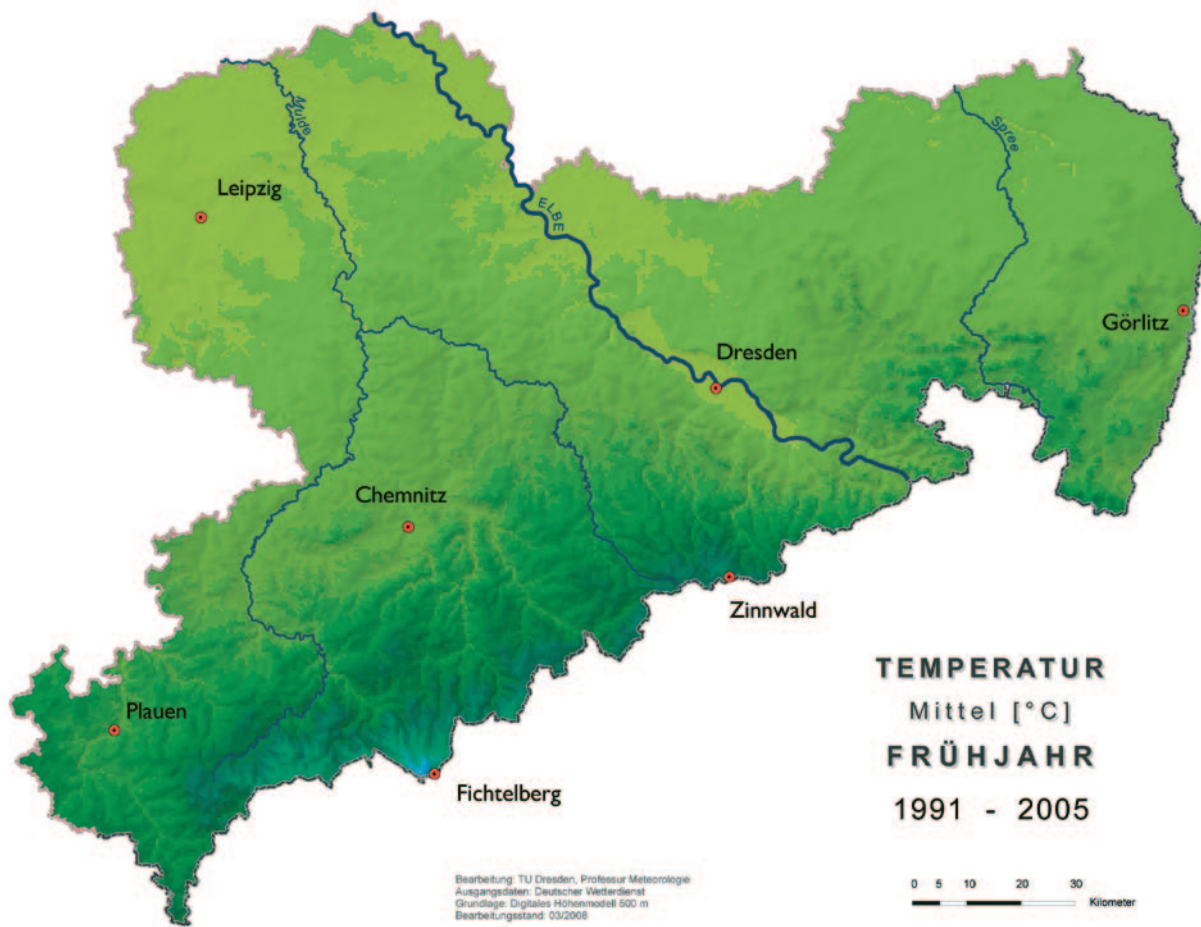 Mulde
Spree
Leipzig
ELBE
Görlitz
Dresden
Chemnitz
Zinnwald
Plauen
Fichtelberg
TEMPERATUR
Mittel [°C]
FRÜHJAHR
1991 - 2005
Bearbeitung: TU Dresden, Professur Meteorologie
Ausgangsdaten: Deutscher Wetterdienst
Grundlage: Digitales Höhenmodell 500 m
Bearbeitungsstand: 03/2008
0 5 10 20 30
Kilometer